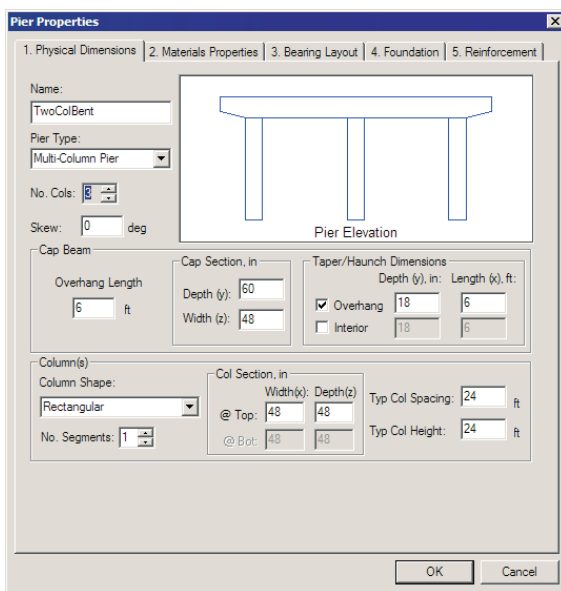 Pier Properties
1. Physical Dimensions 2. Materials Properties 3. Bearing Layout 4. Foundation 5. Reinforcement
Name:
TwoColBent
Pier Type:
Multi-Column Pier
No. Cols: 3
Skew: 0 deg
Pier Elevation
Cap Beam
Overhang Length
6 ft
Cap Section, in
Depth (y): 60
Width (z): 48
Taper/Haunch Dimensions
Depth (y), in: Length (x), ft:
Overhang 18 6
Interior 18 6
Column(s)
Column Shape:
Rectangular
No. Segments: 1
Col Section, in
Width(x): Depth(z)
@ Top: 48 48
@ Bot: 48 48
Typ Col Spacing: 24 ft
Typ Col Height: 24 ft
OK Cancel